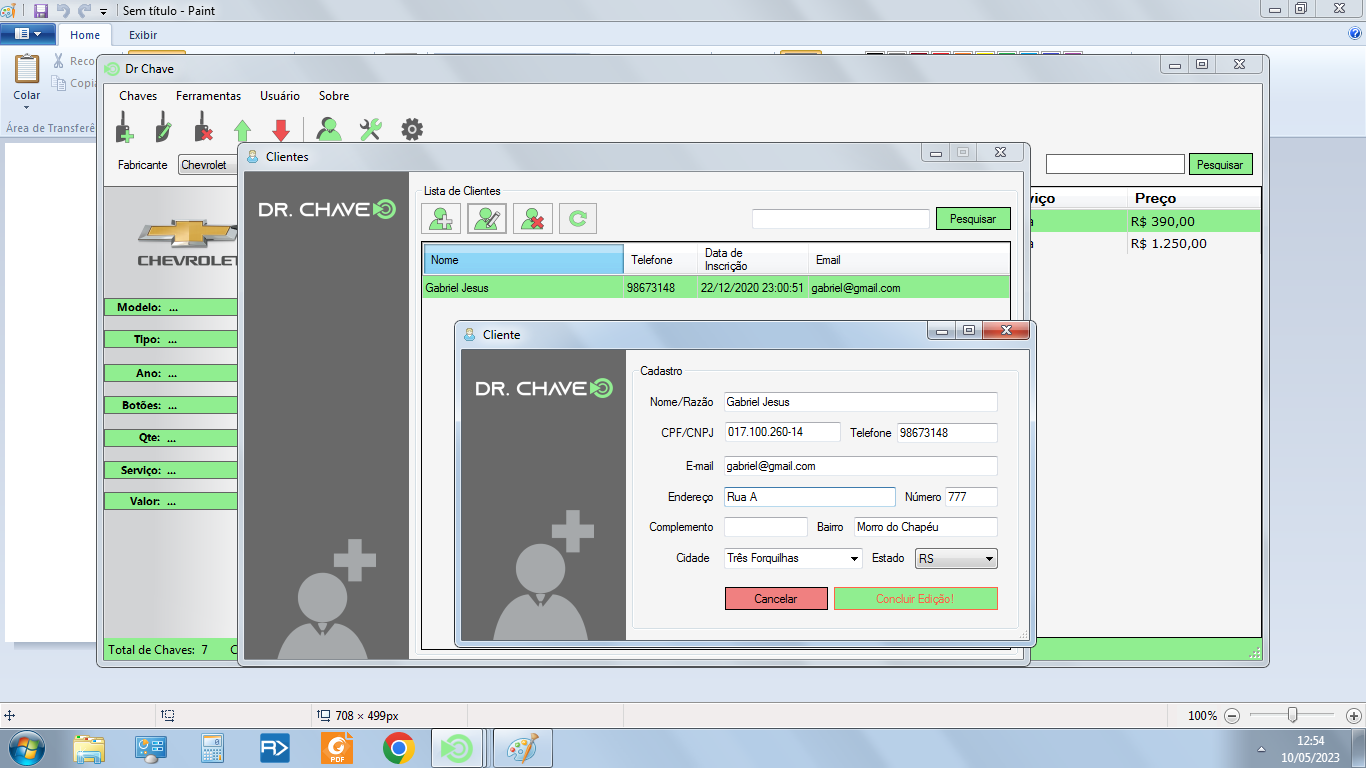 Sem título - Paint
Home Exibir
Colar
Reco
Copia
Área de Transferê
Dr Chave
Chaves Ferramentas Usuário Sobre
Fabricante Chevrolet
Pesquisar
CHEVROLET
Modelo: ...
Tipo: ...
Ano: ...
Botões: ...
Qte: ...
Serviço: ...
Valor: ...
Total de Chaves: 7 C
viço Preço
a R$ 390,00
a R$ 1.250,00
Clientes
DR. CHAVE
Lista de Clientes
Pesquisar
Nome Telefone Data de Inscrição Email
Gabriel Jesus 98673148 22/12/2020 23:00:51 gabriel@gmail.com
Cliente
DR. CHAVE
Cadastro
Nome/Razão Gabriel Jesus
CPF/CNPJ 017.100.260-14 Telefone 98673148
E-mail gabriel@gmail.com
Endereço Rua A Número 777
Complemento Bairro Morro do Chapéu
Cidade Três Forquilhas Estado RS
Cancelar Concluir Edição!
708 × 499px
100%
PDF
12:54
10/05/2023